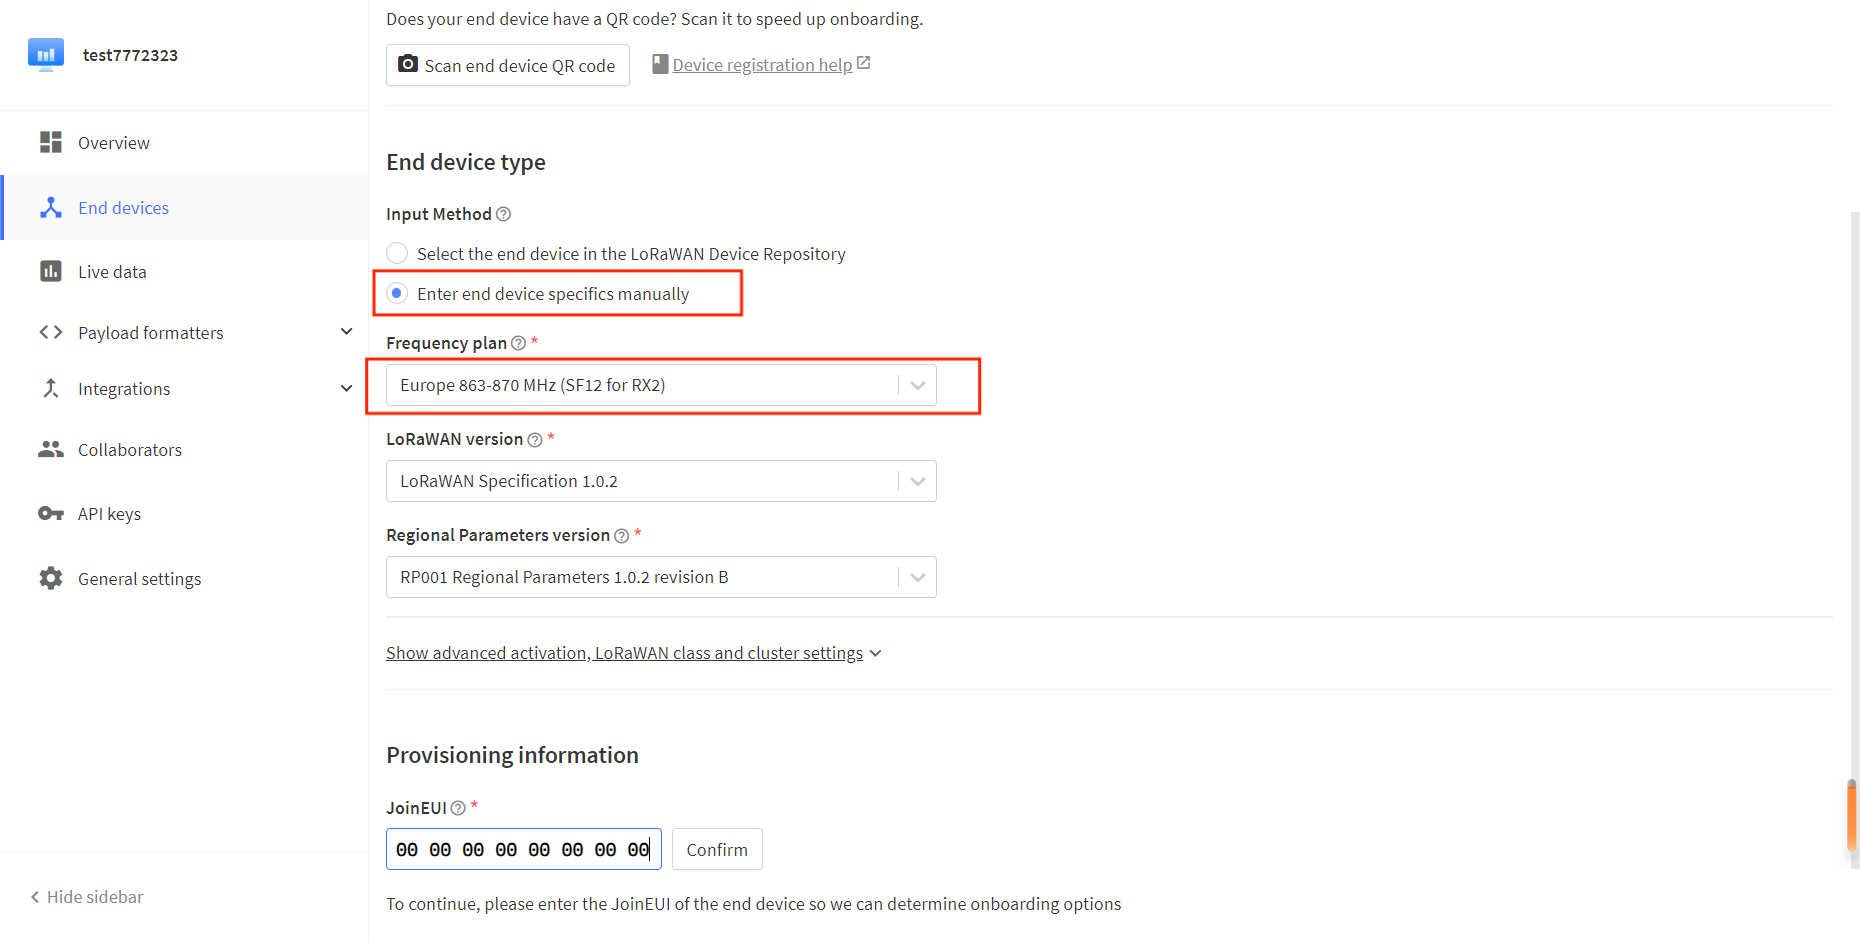 test7772323
Overview
End devices
Live data
Payload formatters
Integrations
Collaborators
API keys
General settings
Hide sidebar
Does your end device have a QR code? Scan it to speed up onboarding.
Scan end device QR code
Device registration help
End device type
Input Method
Select the end device in the LoRaWAN Device Repository
Enter end device specifics manually
Frequency plan *
Europe 863-870 MHz (SF12 for RX2)
LoRaWAN version *
LoRaWAN Specification 1.0.2
Regional Parameters version *
RP001 Regional Parameters 1.0.2 revision B
Show advanced activation, LoRaWAN class and cluster settings
Provisioning information
JoinEUI *
00 00 00 00 00 00 00 00
Confirm
To continue, please enter the JoinEUI of the end device so we can determine onboarding options